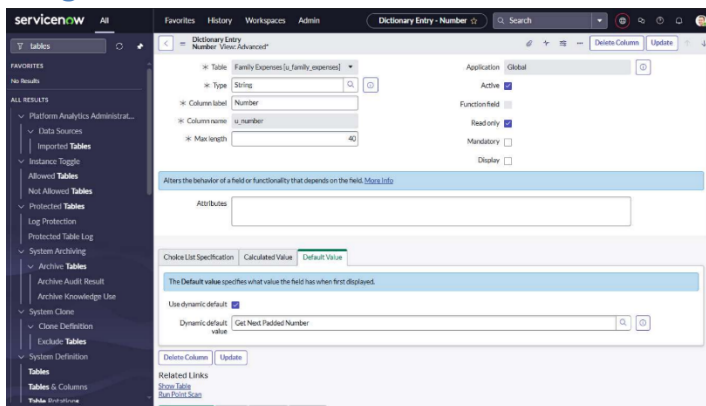 servicenow All Favorites History Workspaces Admin Dictionary Entry - Number ☆ Search
tables
Dictionary Entry
Number View: Advanced*
Delete Column Update
FAVORITES
No Results
ALL RESULTS
Platform Analytics Administrat...
Data Sources
Imported Tables
Instance Toggle
Allowed Tables
Not Allowed Tables
Protected Tables
Log Protection
Protected Table Log
System Archiving
Archive Tables
Archive Audit Result
Archive Knowledge Use
System Clone
Clone Definition
Exclude Tables
System Definition
Tables
Tables & Columns
Table Rotations
Table Family Expenses [u_family_expenses]
Type String
Column label Number
Column name u_number
Max length 40
Application Global
Active
Function field
Read only
Mandatory
Display
Alters the behavior of a field or functionality that depends on the field. More Info
Attributes
Choice List Specification Calculated Value Default Value
The Default value specifies what value the field has when first displayed.
Use dynamic default
Dynamic default value Get Next Padded Number
Delete Column Update
Related Links
Show Table
Run Point Scan